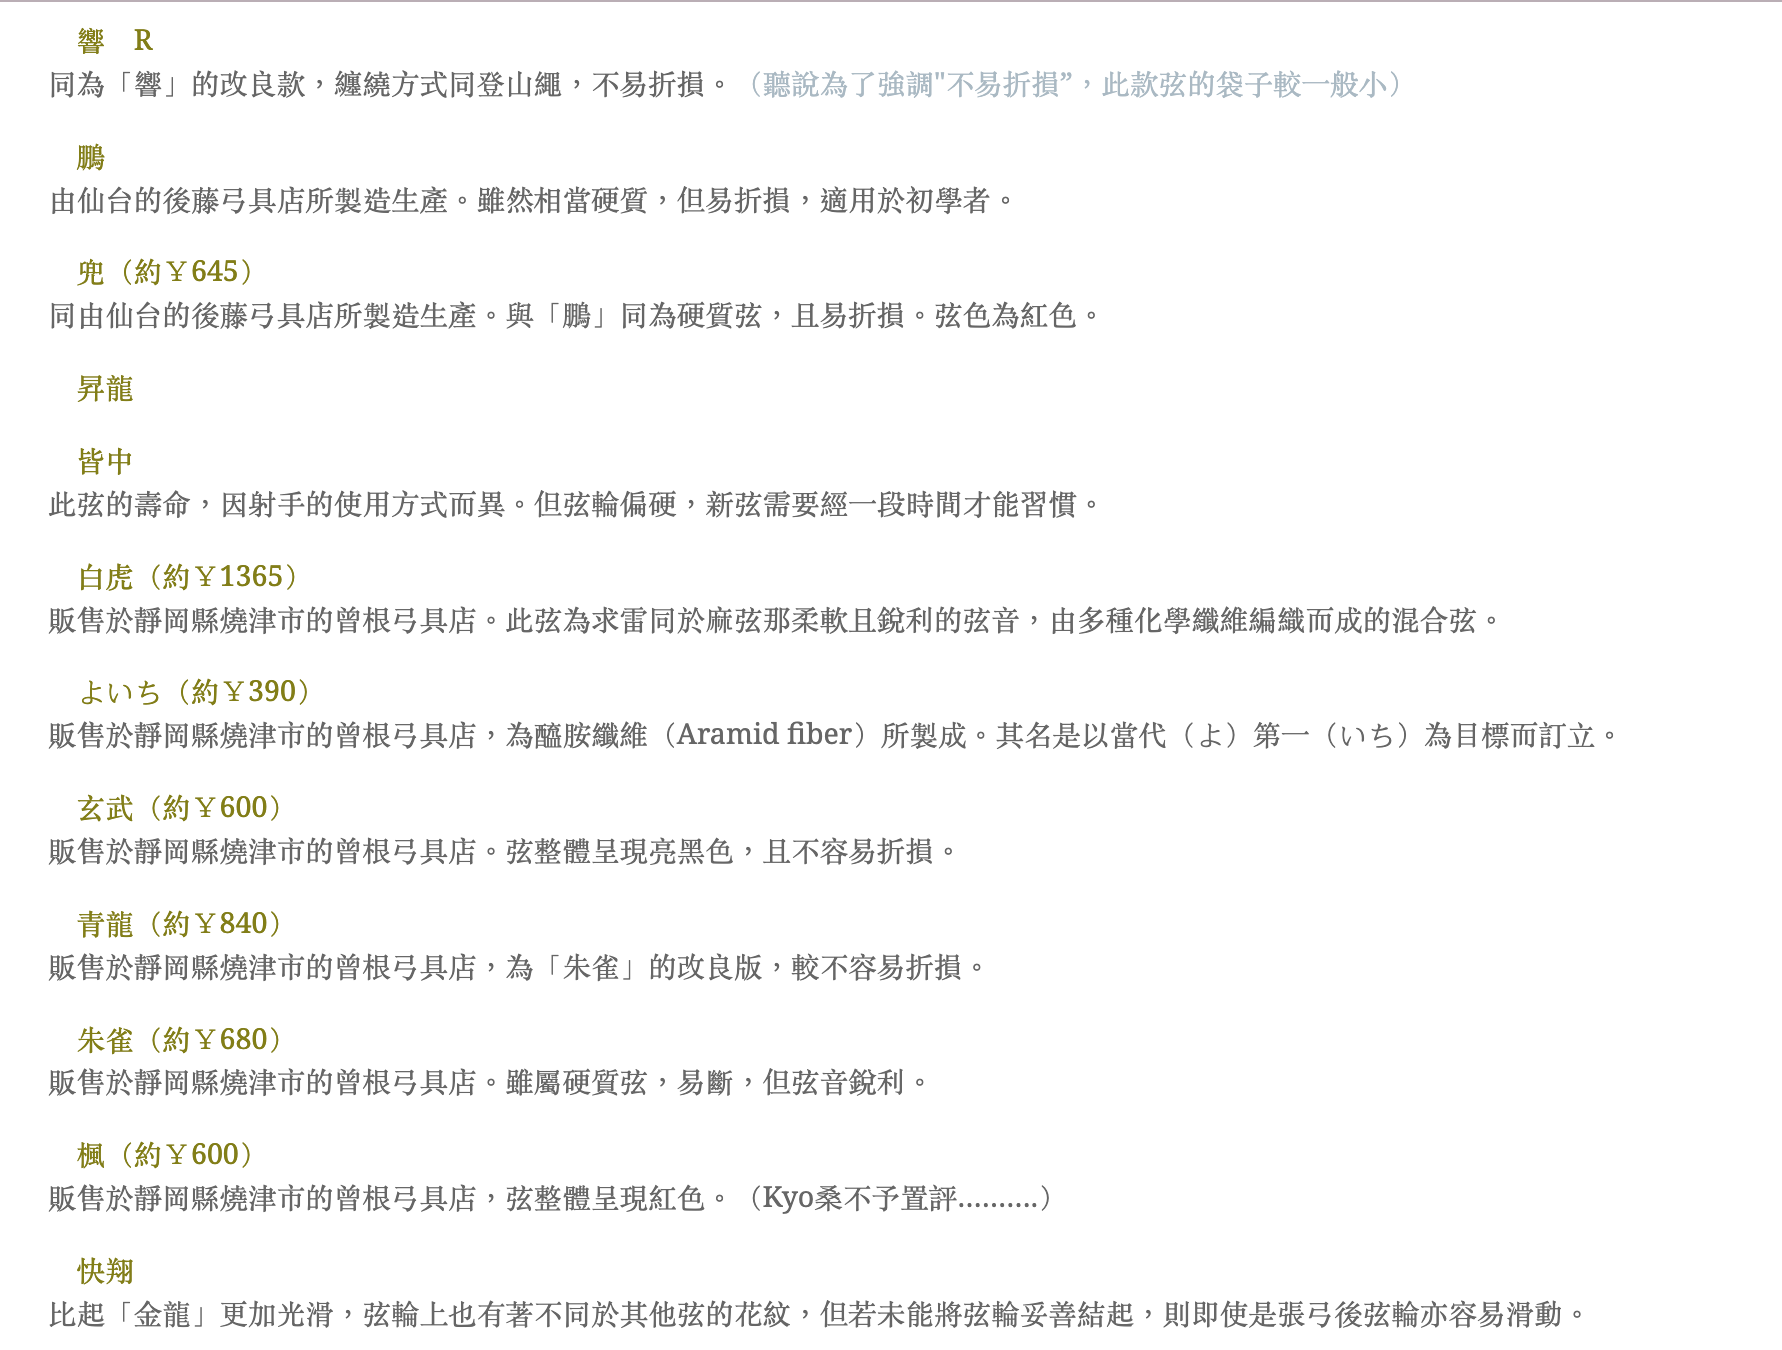 響　R
同為「響」的改良款，纏繞方式同登山繩，不易折損。（聽說為了強調"不易折損”，此款弦的袋子較一般小）
鵬
由仙台的後藤弓具店所製造生產。雖然相當硬質，但易折損，適用於初學者。
兜（約￥645）
同由仙台的後藤弓具店所製造生產。與「鵬」同為硬質弦，且易折損。弦色為紅色。
昇龍
皆中
此弦的壽命，因射手的使用方式而異。但弦輪偏硬，新弦需要經一段時間才能習慣。
白虎（約￥1365）
販售於靜岡縣燒津市的曾根弓具店。此弦為求雷同於麻弦那柔軟且銳利的弦音，由多種化學纖維編織而成的混合弦。
よいち（約￥390）
販售於靜岡縣燒津市的曾根弓具店，為醯胺纖維（Aramid fiber）所製成。其名是以當代（よ）第一（いち）為目標而訂立。
玄武（約￥600）
販售於靜岡縣燒津市的曾根弓具店。弦整體呈現亮黑色，且不容易折損。
青龍（約￥840）
販售於靜岡縣燒津市的曾根弓具店，為「朱雀」的改良版，較不容易折損。
朱雀（約￥680）
販售於靜岡縣燒津市的曾根弓具店。雖屬硬質弦，易斷，但弦音銳利。
楓（約￥600）
販售於靜岡縣燒津市的曾根弓具店，弦整體呈現紅色。（Kyo桑不予置評..........）
快翔
比起「金龍」更加光滑，弦輪上也有著不同於其他弦的花紋，但若未能將弦輪妥善結起，則即使是張弓後弦輪亦容易滑動。